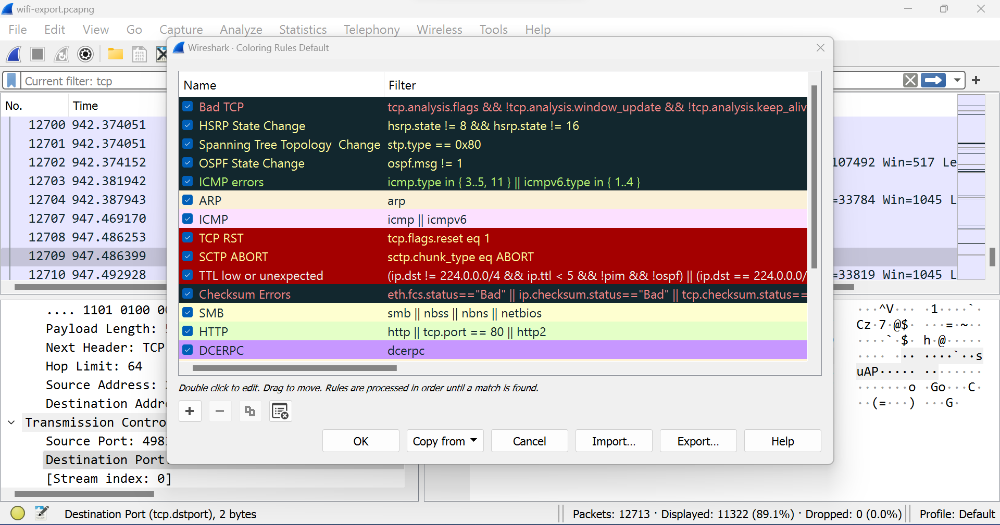 wifi-export.pcapng
File Edit View Go Capture Analyze Statistics Telephony Wireless Tools Help
Wireshark · Coloring Rules Default
Current filter: tcp
Name Filter
Bad TCP tcp.analysis.flags && !tcp.analysis.window_update && !tcp.analysis.keep_aliv
HSRP State Change hsrp.state != 8 && hsrp.state != 16
Spanning Tree Topology  Change stp.type == 0x80
OSPF State Change ospf.msg != 1
ICMP errors icmp.type in { 3..5, 11 } || icmpv6.type in { 1..4 }
ARP arp
ICMP icmp || icmpv6
TCP RST tcp.flags.reset eq 1
SCTP ABORT sctp.chunk_type eq ABORT
TTL low or unexpected (ip.dst != 224.0.0.0/4 && ip.ttl < 5 && !pim && !ospf) || (ip.dst == 224.0.0.0/
Checksum Errors eth.fcs.status=="Bad" || ip.checksum.status=="Bad" || tcp.checksum.status==
SMB smb || nbss || nbns || netbios
HTTP http || tcp.port == 80 || http2
DCERPC dcerpc
Double click to edit. Drag to move. Rules are processed in order until a match is found.
OK Copy from Cancel Import... Export... Help
No. Time
12700 942.374051
12701 942.374051
12702 942.374152 107492 Win=517 Le
12703 942.381942
12704 942.387943 =33784 Win=1045 L
12707 947.469170
12708 947.486253
12709 947.486399
12710 947.492928 =33819 Win=1045 L
.... 1101 0100 00
Payload Length:
Next Header: TCP
Hop Limit: 64
Source Address:
Destination Addr
Transmission Contro
Source Port: 498
Destination Port
[Stream index: 0]
···^V··· ·1····`·
Cz·7·@$· ···=·~··
····`·$· h·@·····
···· ··· ····`··s
uAP····· ········
·······o ·Go···C·
··(=···) ···G·
Destination Port (tcp.dstport), 2 bytes
Packets: 12713 · Displayed: 11322 (89.1%) · Dropped: 0 (0.0%)
Profile: Default